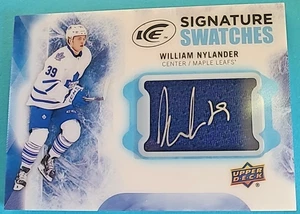 39
ICE
SIGNATURE
SWATCHES
WILLIAM NYLANDER
CENTER / MAPLE LEAFS®
UPPER DECK